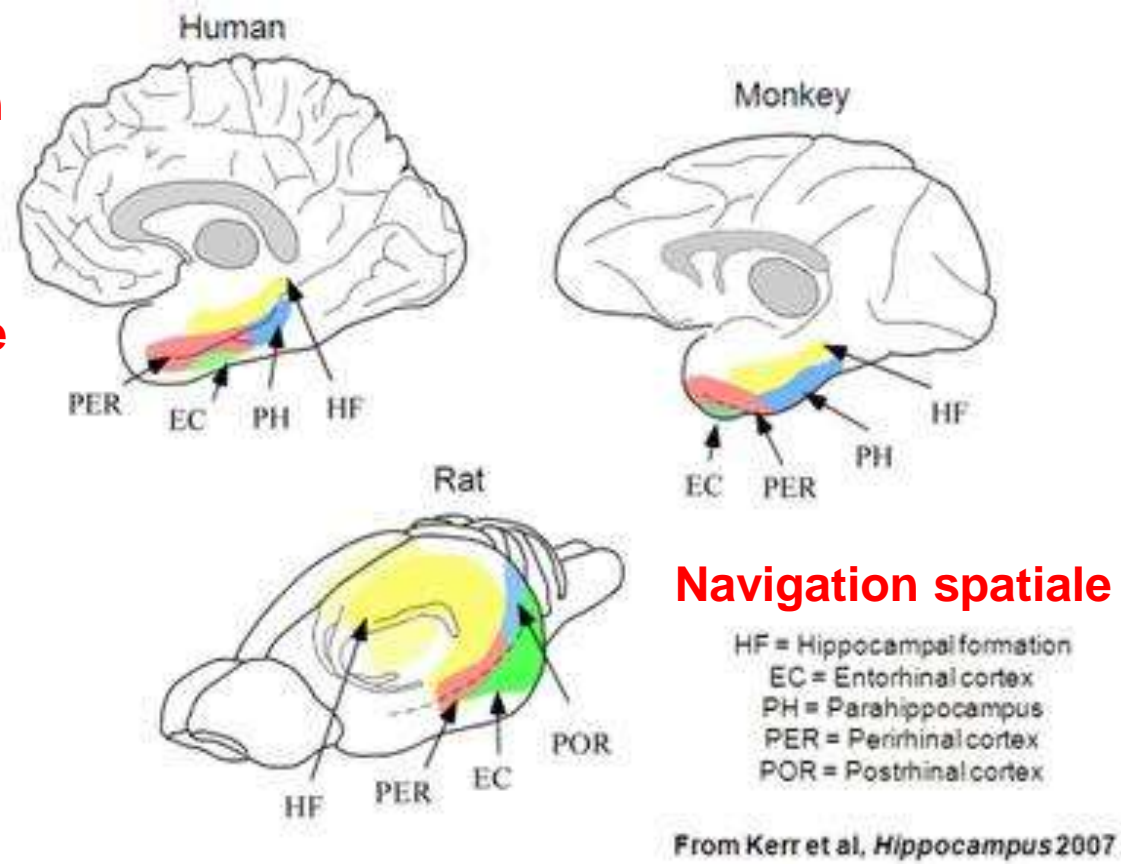 Human
Monkey
PER
EC
PH
HF
HF
PH
EC
PER
Rat
Navigation spatiale
HF = Hippocampal formation
EC = Entorhinal cortex
PH = Parahippocampus
PER = Perirhinal cortex
POR = Postrhinal cortex
POR
EC
PER
HF
From Kerr et al, Hippocampus 2007